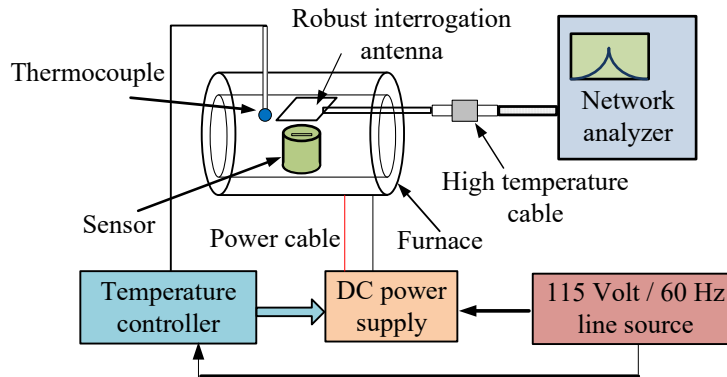 Robust interrogation
antenna
Thermocouple
Network
analyzer
High temperature
cable
Sensor
Power cable
Furnace
Temperature
controller
DC power
supply
115 Volt / 60 Hz
line source